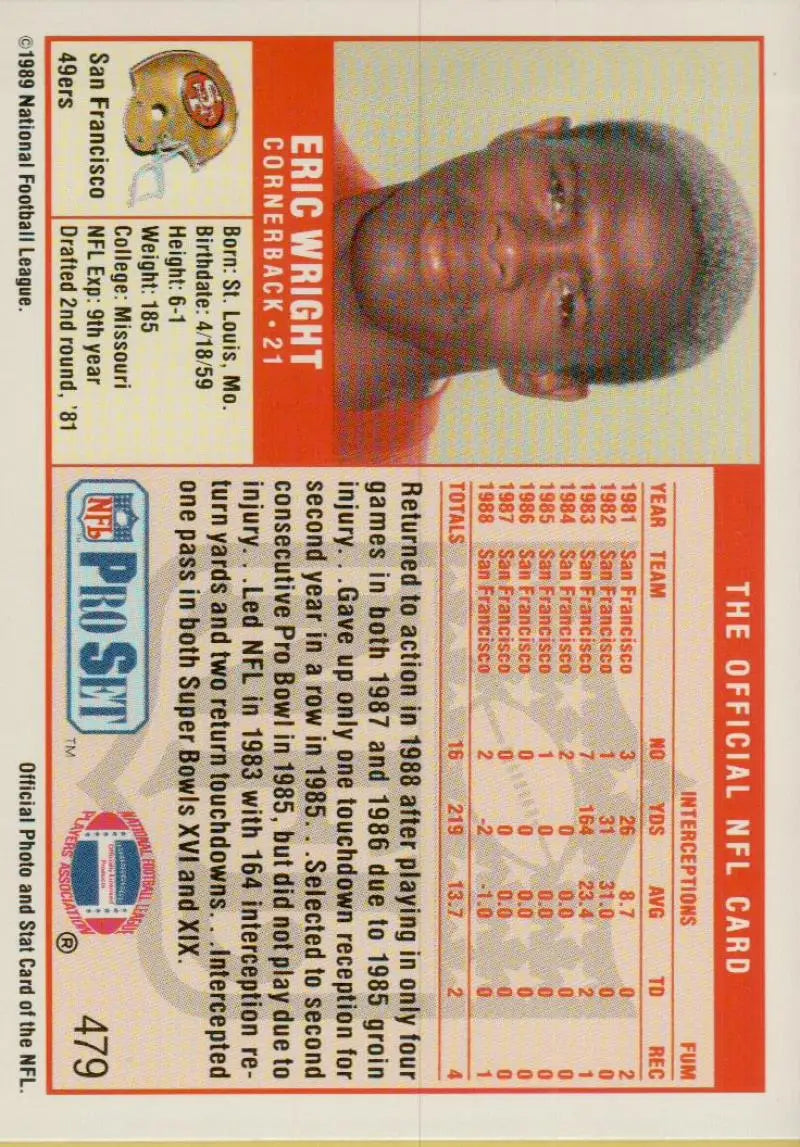 THE OFFICIAL NFL CARD
INTERCEPTIONS FUM
YEAR TEAM NO YDS AVG TD REC
1981 San Francisco 3 26 8.7 0 2
1982 San Francisco 1 31 31.0 0 0
1983 San Francisco 7 164 23.4 2 1
1984 San Francisco 2 0 0.0 0 0
1985 San Francisco 1 0 0.0 0 0
1986 San Francisco 0 0 0.0 0 0
1987 San Francisco 0 0 0.0 0 0
1988 San Francisco 2 -2 -1.0 0 1
TOTALS 16 219 13.7 2 4
Returned to action in 1988 after playing in only four
games in both 1987 and 1986 due to 1985 groin
injury. . .Gave up only one touchdown reception for
second year in a row in 1985. . .Selected to second
consecutive Pro Bowl in 1985, but did not play due to
injury. . .Led NFL in 1983 with 164 interception re-
turn yards and two return touchdowns. . .Intercepted
one pass in both Super Bowls XVI and XIX.
ERIC WRIGHT
CORNERBACK • 21
San Francisco
49ers
Born: St. Louis, Mo.
Birthdate: 4/18/59
Height: 6-1
Weight: 185
College: Missouri
NFL Exp: 9th year
Drafted 2nd round, '81
NFL
PRO SET
TM
NATIONAL FOOTBALL LEAGUE
PLAYERS ASSOCIATION
®
479
©1989 National Football League.
Official Photo and Stat Card of the NFL.